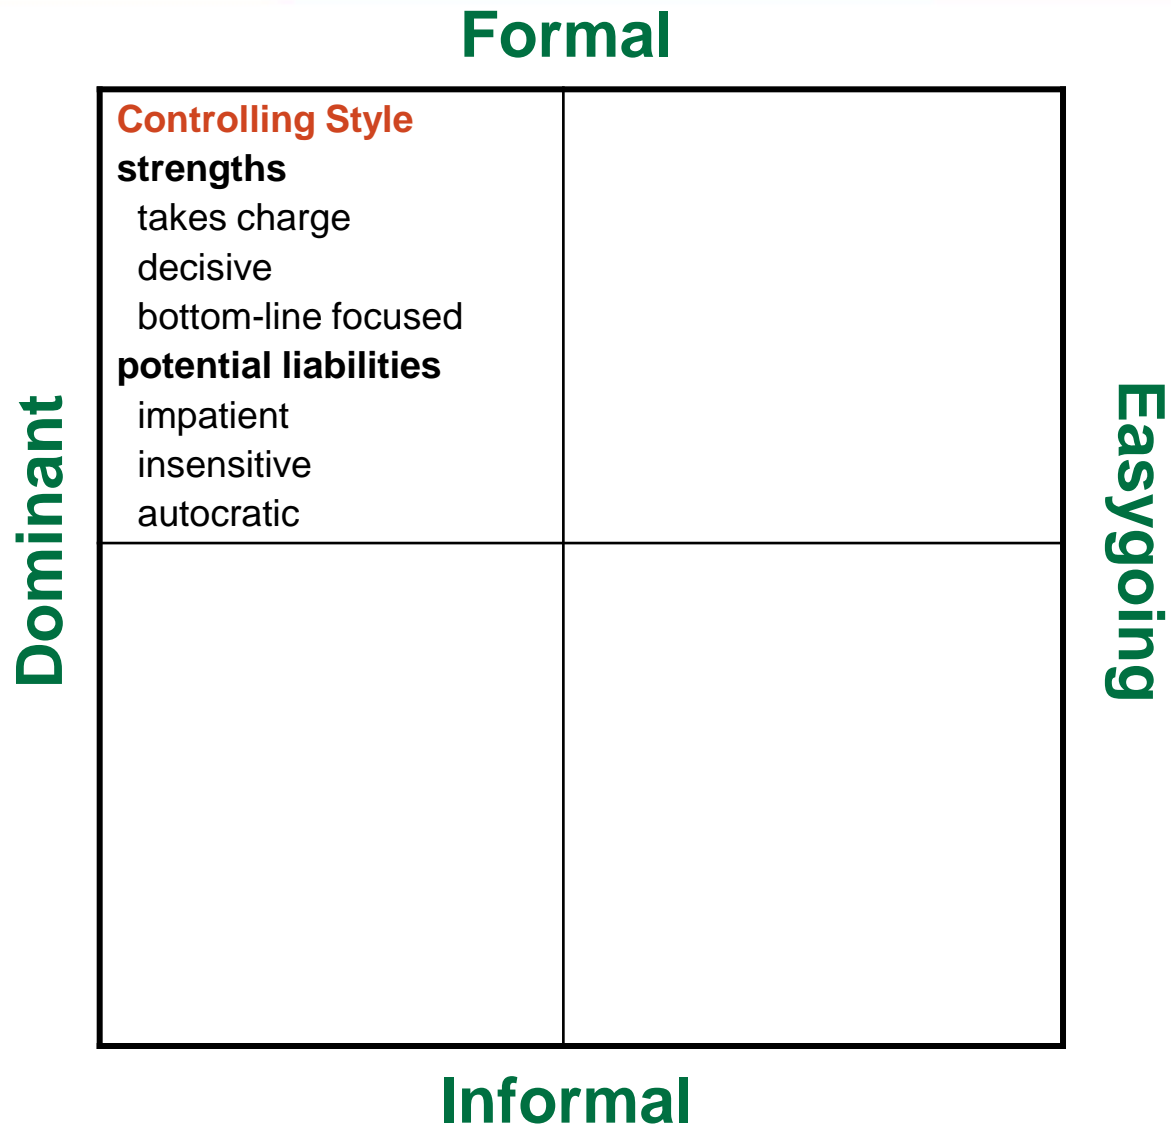 Formal
Controlling Style
strengths
takes charge
decisive
bottom-line focused
potential liabilities
impatient
insensitive
autocratic
Dominant
Easygoing
Informal